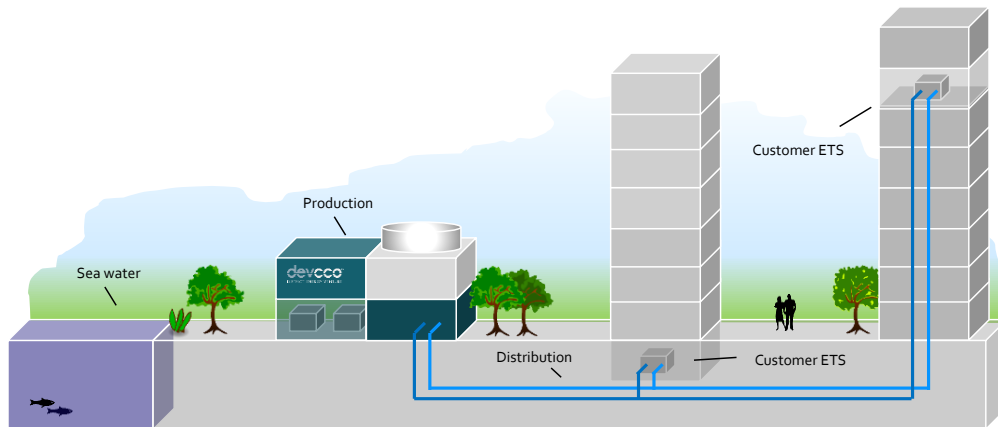 Customer ETS
Production
devcco
Sea water
Distribution
Customer ETS